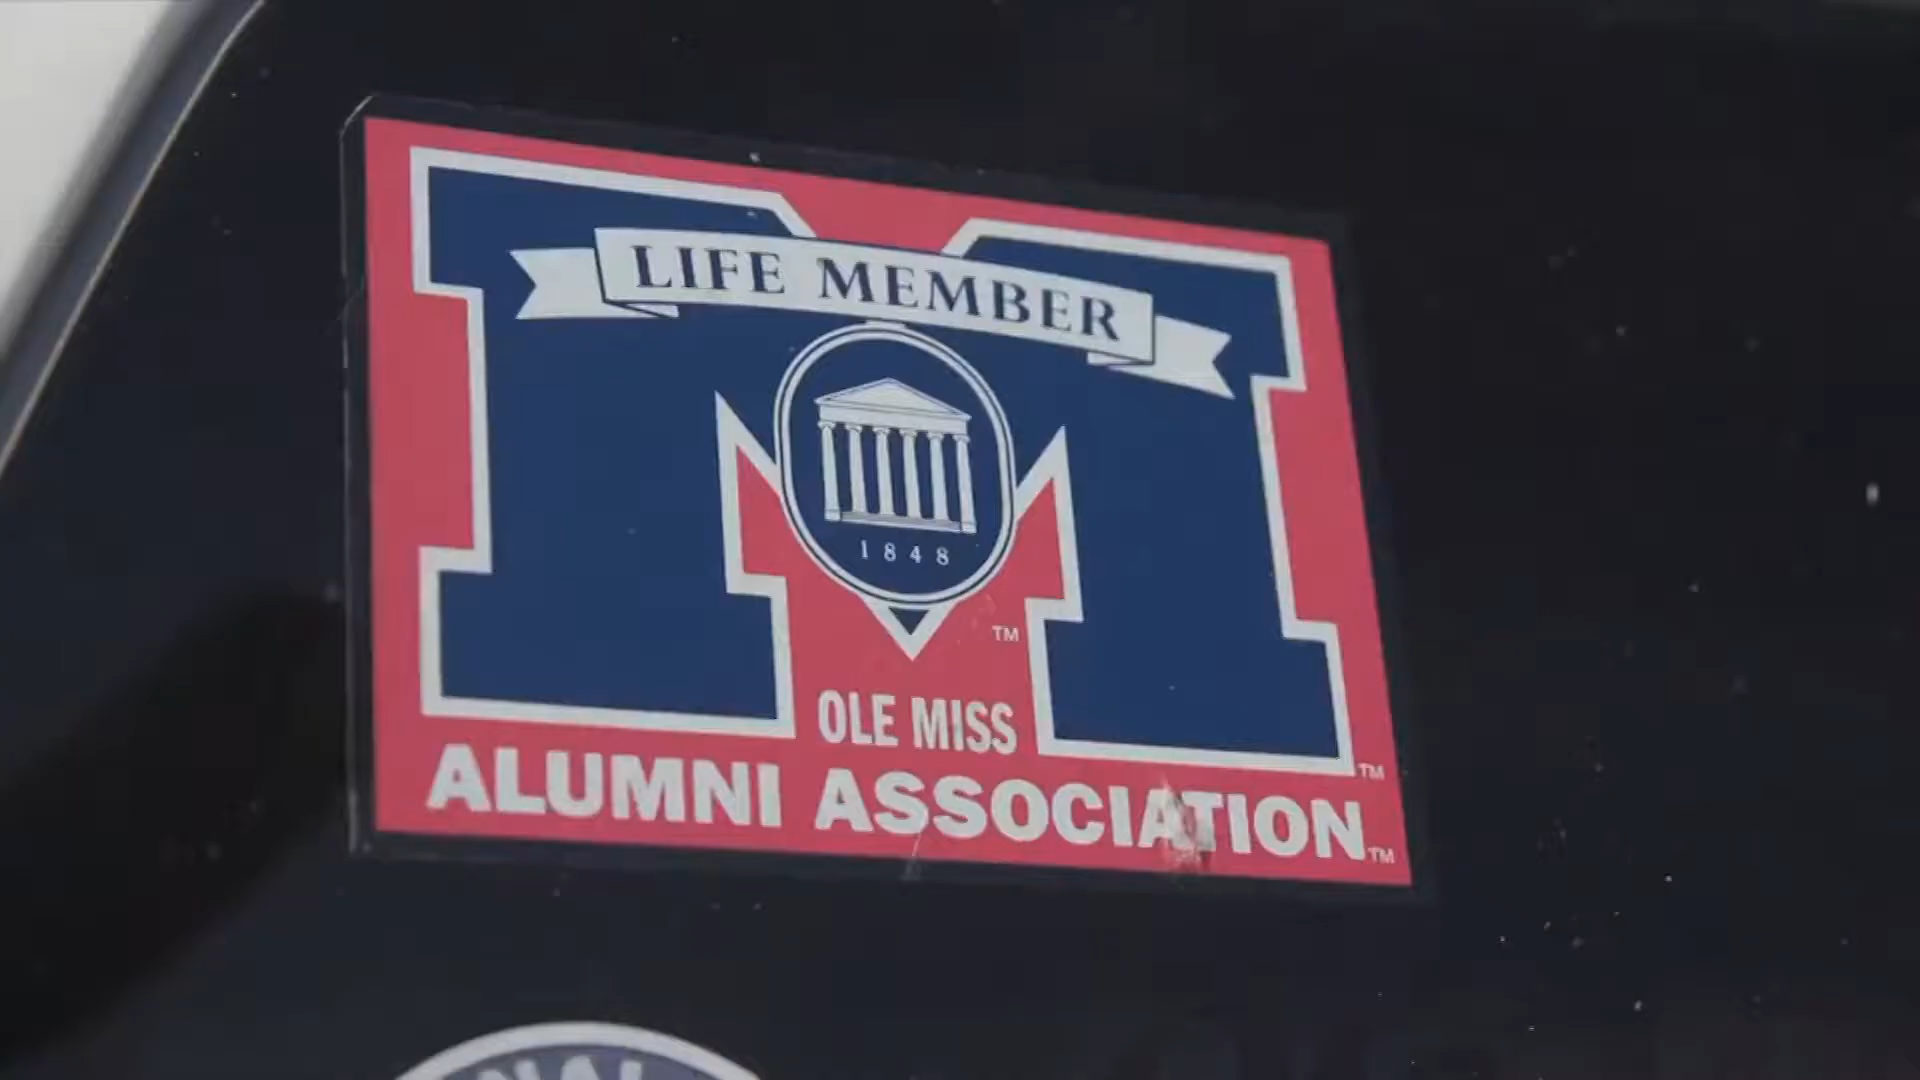 LIFE MEMBER
1848
TM
OLE MISS
TM
ALUMNI ASSOCIATION
TM